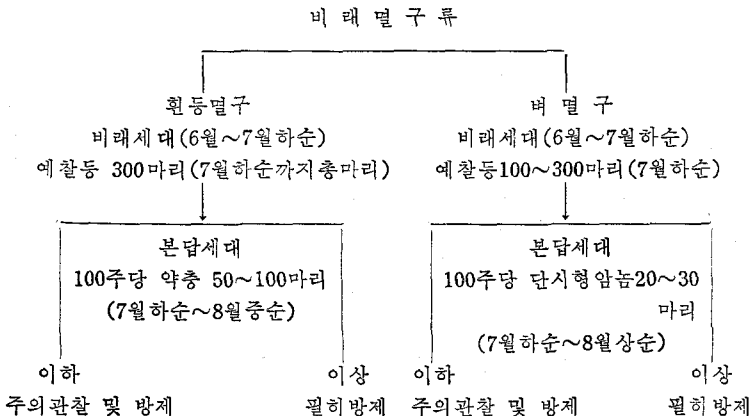 비래멸구류
흰등멸구
비래세대(6월~7월하순)
예찰등 300마리(7월하순까지총마리)
본답세대
100주당 약충 50~100마리
(7월하순~8월중순)
이하
주의관찰 및 방제
이상
필히방제
벼멸구
비래세대(6월~7월하순)
예찰등100~300마리(7월하순)
본답세대
100주당 단시형암놈20~30
마리
(7월하순~8월상순)
이하
주의관찰 및 방제
이상
필히방제